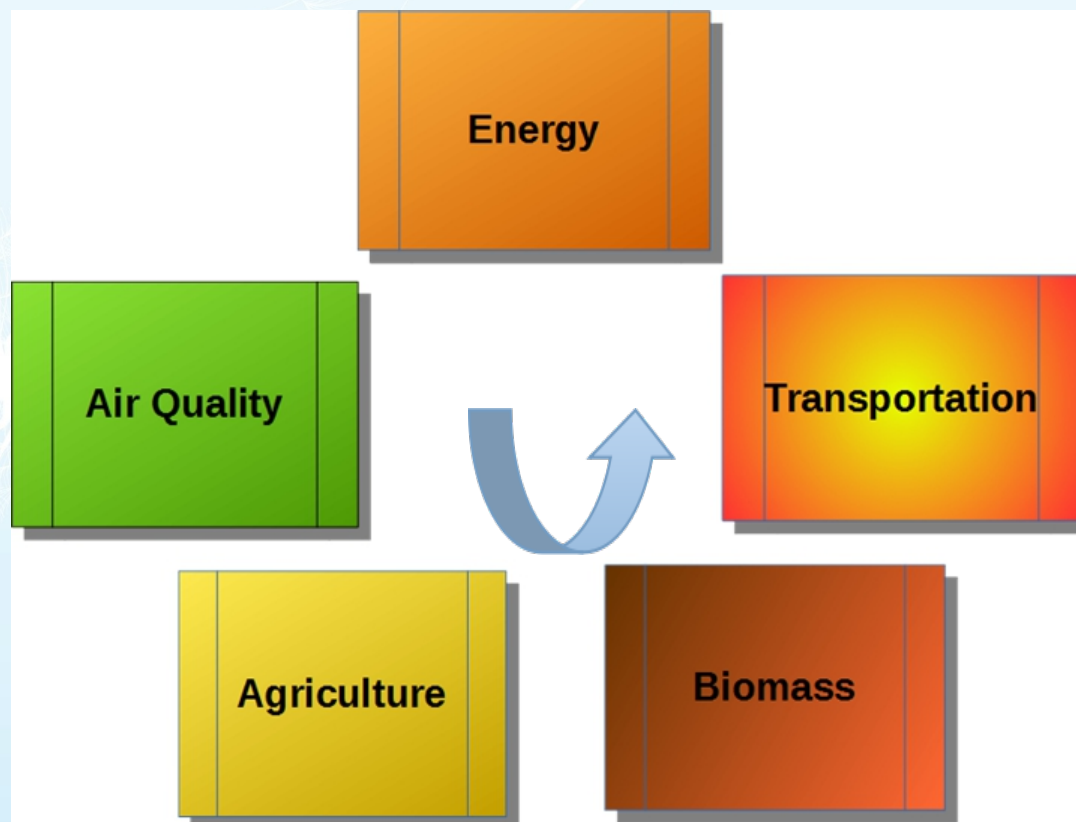 Energy
Air Quality
Transportation
Agriculture
Biomass